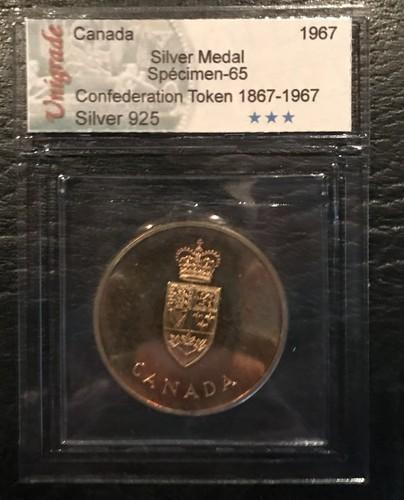 Unigrade
Canada 1967
Silver Medal
Spécimen-65
Confederation Token 1867-1967
Silver 925 ★★★
CANADA